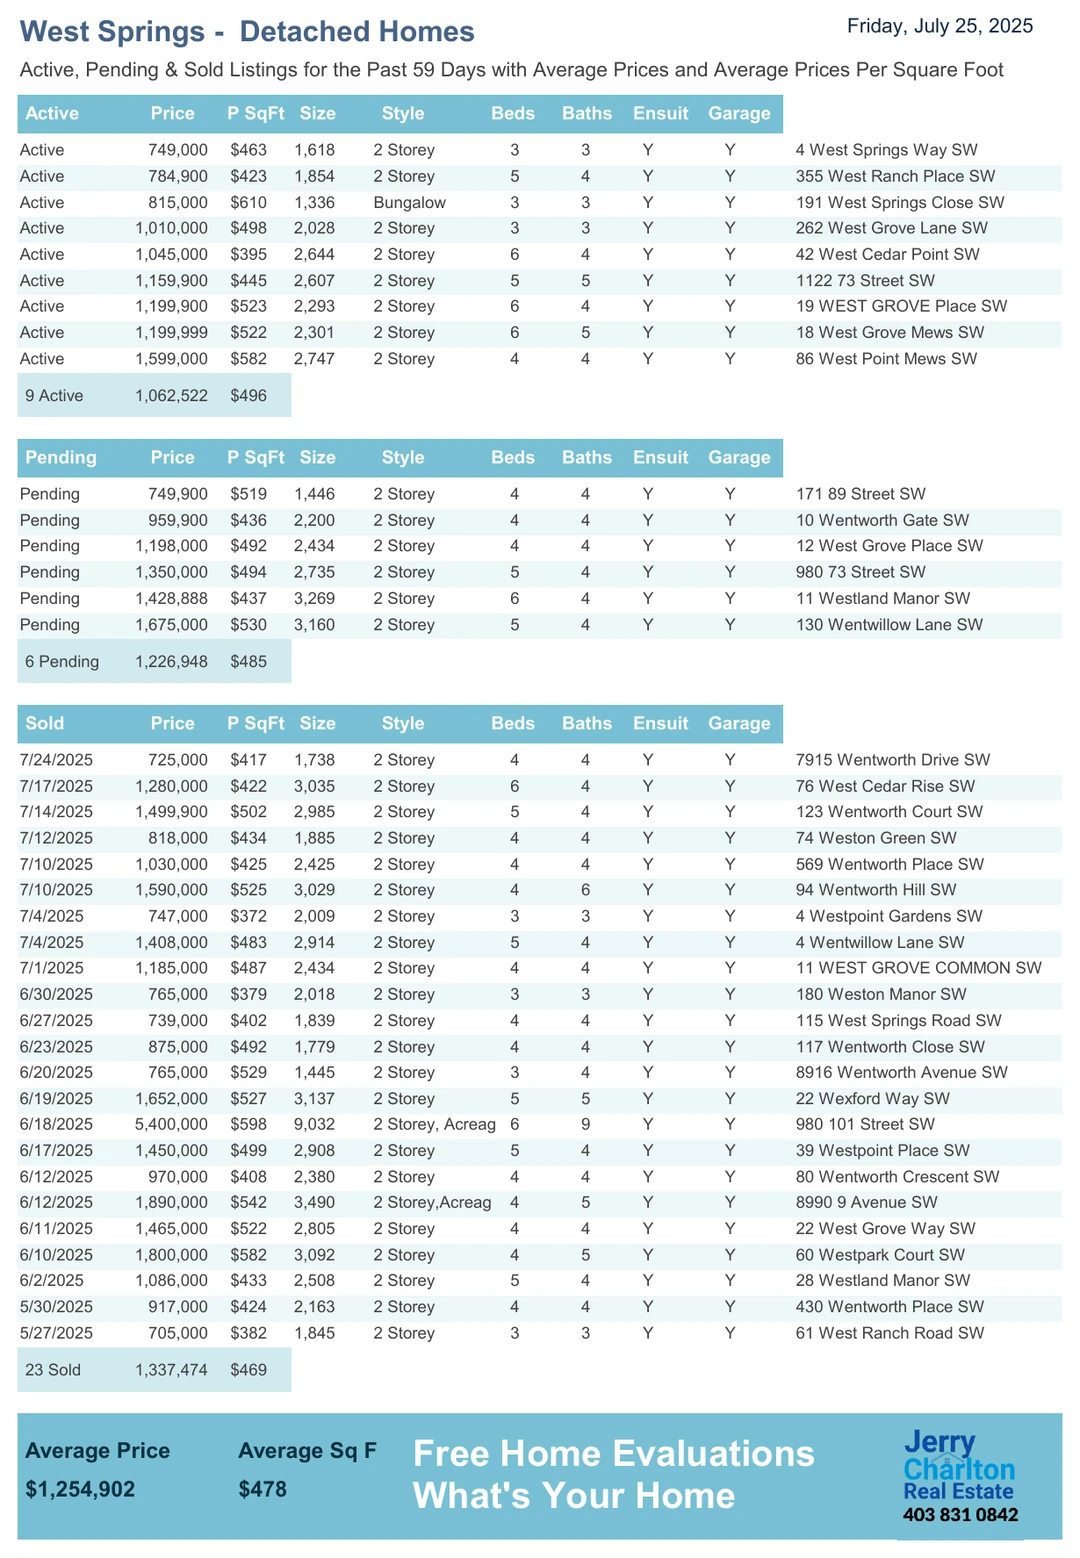 West Springs - Detached Homes
Friday, July 25, 2025
Active, Pending & Sold Listings for the Past 59 Days with Average Prices and Average Prices Per Square Foot
Active Price P SqFt Size Style Beds Baths Ensuit Garage
Active 749,000 $463 1,618 2 Storey 3 3 Y Y 4 West Springs Way SW
Active 784,900 $423 1,854 2 Storey 5 4 Y Y 355 West Ranch Place SW
Active 815,000 $610 1,336 Bungalow 3 3 Y Y 191 West Springs Close SW
Active 1,010,000 $498 2,028 2 Storey 3 3 Y Y 262 West Grove Lane SW
Active 1,045,000 $395 2,644 2 Storey 6 4 Y Y 42 West Cedar Point SW
Active 1,159,900 $445 2,607 2 Storey 5 5 Y Y 1122 73 Street SW
Active 1,199,900 $523 2,293 2 Storey 6 4 Y Y 19 WEST GROVE Place SW
Active 1,199,999 $522 2,301 2 Storey 6 5 Y Y 18 West Grove Mews SW
Active 1,599,000 $582 2,747 2 Storey 4 4 Y Y 86 West Point Mews SW
9 Active 1,062,522 $496
Pending Price P SqFt Size Style Beds Baths Ensuit Garage
Pending 749,900 $519 1,446 2 Storey 4 4 Y Y 171 89 Street SW
Pending 959,900 $436 2,200 2 Storey 4 4 Y Y 10 Wentworth Gate SW
Pending 1,198,000 $492 2,434 2 Storey 4 4 Y Y 12 West Grove Place SW
Pending 1,350,000 $494 2,735 2 Storey 5 4 Y Y 980 73 Street SW
Pending 1,428,888 $437 3,269 2 Storey 6 4 Y Y 11 Westland Manor SW
Pending 1,675,000 $530 3,160 2 Storey 5 4 Y Y 130 Wentwillow Lane SW
6 Pending 1,226,948 $485
Sold Price P SqFt Size Style Beds Baths Ensuit Garage
7/24/2025 725,000 $417 1,738 2 Storey 4 4 Y Y 7915 Wentworth Drive SW
7/17/2025 1,280,000 $422 3,035 2 Storey 6 4 Y Y 76 West Cedar Rise SW
7/14/2025 1,499,900 $502 2,985 2 Storey 5 4 Y Y 123 Wentworth Court SW
7/12/2025 818,000 $434 1,885 2 Storey 4 4 Y Y 74 Weston Green SW
7/10/2025 1,030,000 $425 2,425 2 Storey 4 4 Y Y 569 Wentworth Place SW
7/10/2025 1,590,000 $525 3,029 2 Storey 4 6 Y Y 94 Wentworth Hill SW
7/4/2025 747,000 $372 2,009 2 Storey 3 3 Y Y 4 Westpoint Gardens SW
7/4/2025 1,408,000 $483 2,914 2 Storey 5 4 Y Y 4 Wentwillow Lane SW
7/1/2025 1,185,000 $487 2,434 2 Storey 4 4 Y Y 11 WEST GROVE COMMON SW
6/30/2025 765,000 $379 2,018 2 Storey 3 3 Y Y 180 Weston Manor SW
6/27/2025 739,000 $402 1,839 2 Storey 4 4 Y Y 115 West Springs Road SW
6/23/2025 875,000 $492 1,779 2 Storey 4 4 Y Y 117 Wentworth Close SW
6/20/2025 765,000 $529 1,445 2 Storey 3 4 Y Y 8916 Wentworth Avenue SW
6/19/2025 1,652,000 $527 3,137 2 Storey 5 5 Y Y 22 Wexford Way SW
6/18/2025 5,400,000 $598 9,032 2 Storey, Acreag 6 9 Y Y 980 101 Street SW
6/17/2025 1,450,000 $499 2,908 2 Storey 5 4 Y Y 39 Westpoint Place SW
6/12/2025 970,000 $408 2,380 2 Storey 4 4 Y Y 80 Wentworth Crescent SW
6/12/2025 1,890,000 $542 3,490 2 Storey,Acreag 4 5 Y Y 8990 9 Avenue SW
6/11/2025 1,465,000 $522 2,805 2 Storey 4 4 Y Y 22 West Grove Way SW
6/10/2025 1,800,000 $582 3,092 2 Storey 4 5 Y Y 60 Westpark Court SW
6/2/2025 1,086,000 $433 2,508 2 Storey 5 4 Y Y 28 Westland Manor SW
5/30/2025 917,000 $424 2,163 2 Storey 4 4 Y Y 430 Wentworth Place SW
5/27/2025 705,000 $382 1,845 2 Storey 3 3 Y Y 61 West Ranch Road SW
23 Sold 1,337,474 $469
Average Price Average Sq F
$1,254,902 $478
Free Home Evaluations
What's Your Home
Jerry
Charlton
Real Estate
403 831 0842